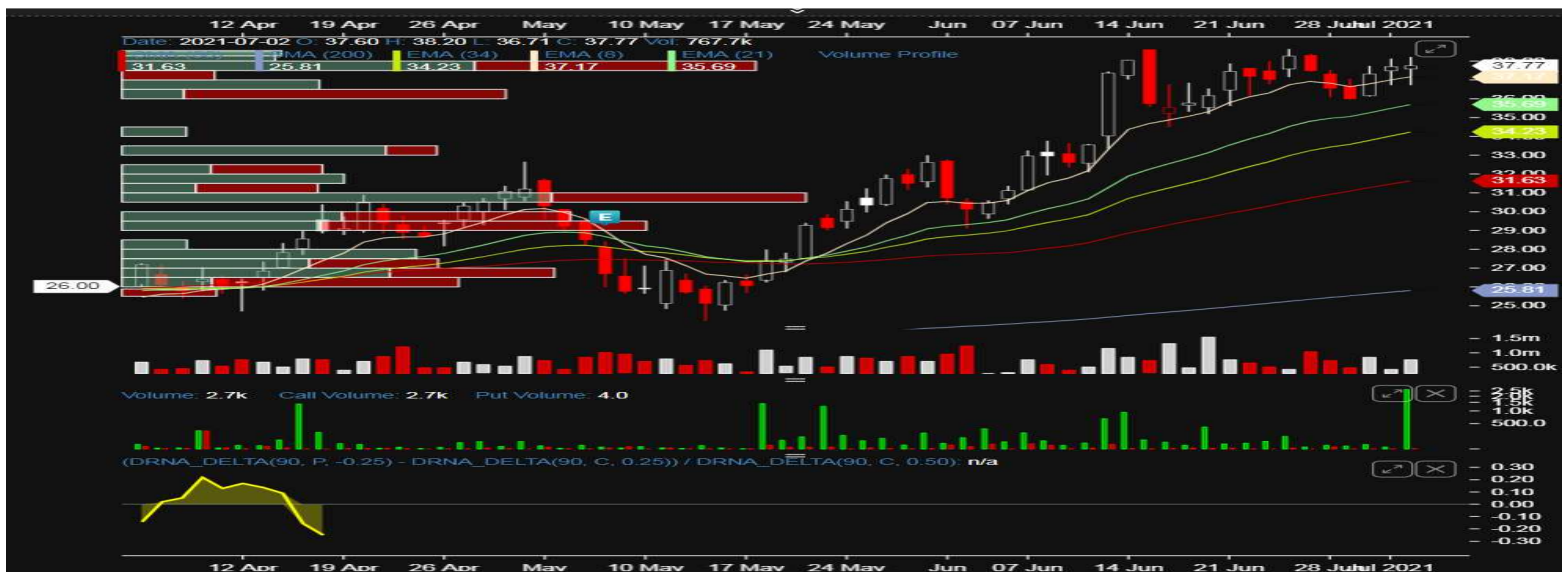 12 Apr 19 Apr 26 Apr May 10 May 17 May 24 May Jun 07 Jun 14 Jun 21 Jun 28 Jun 2021
Date: 2021-07-02 O: 37.60 H: 38.20 L: 36.71 C: 37.77 Vol: 767.7k
MA (200) EMA (34) EMA (8) EMA (21) Volume Profile
31.63 25.81 34.23 37.17 35.69
37.77
37.17
35.69
35.00
34.23
33.00
31.63
31.00
30.00
29.00
28.00
27.00
26.00
25.81
25.00
E
1.5m
1.0m
500.0k
Volume: 2.7k Call Volume: 2.7k Put Volume: 4.0
2.5k
2.0k
1.5k
1.0k
500.0
(DRNA_DELTA(90, P, -0.25) - DRNA_DELTA(90, C, 0.25)) / DRNA_DELTA(90, C, 0.50): n/a
0.30
0.20
0.10
0.00
-0.10
-0.20
-0.30
12 Apr 19 Apr 26 Apr May 10 May 17 May 24 May Jun 07 Jun 14 Jun 21 Jun 28 Jun 2021